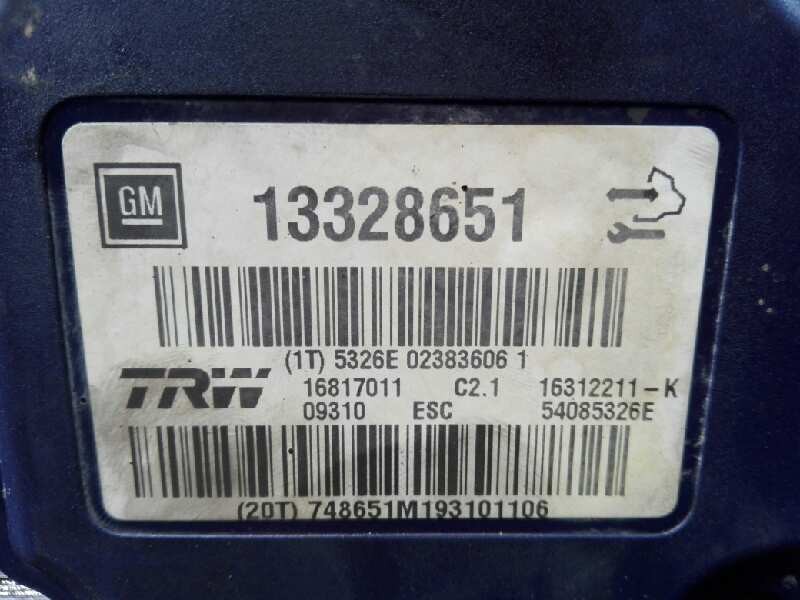 GM
13328651
(1T) 5326E 02383606 1
TRW
16817011 C2.1 16312211-K
09310 ESC 54085326E
(20T) 748651M193101106